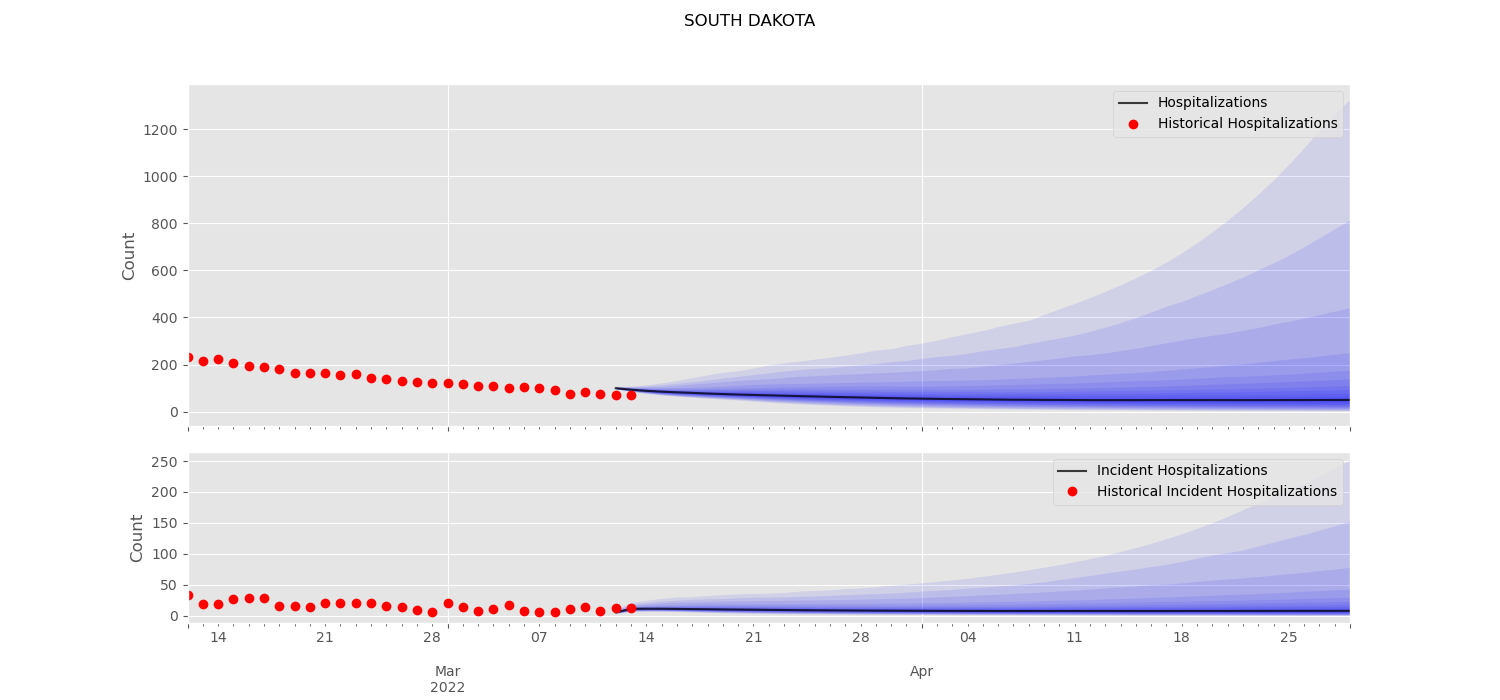 SOUTH DAKOTA
Count
1200
1000
800
600
400
200
0
Hospitalizations
Historical Hospitalizations
Count
250
200
150
100
50
0
Incident Hospitalizations
Historical Incident Hospitalizations
14 21 28 07 14 21 28 04 11 18 25
Mar Apr
2022